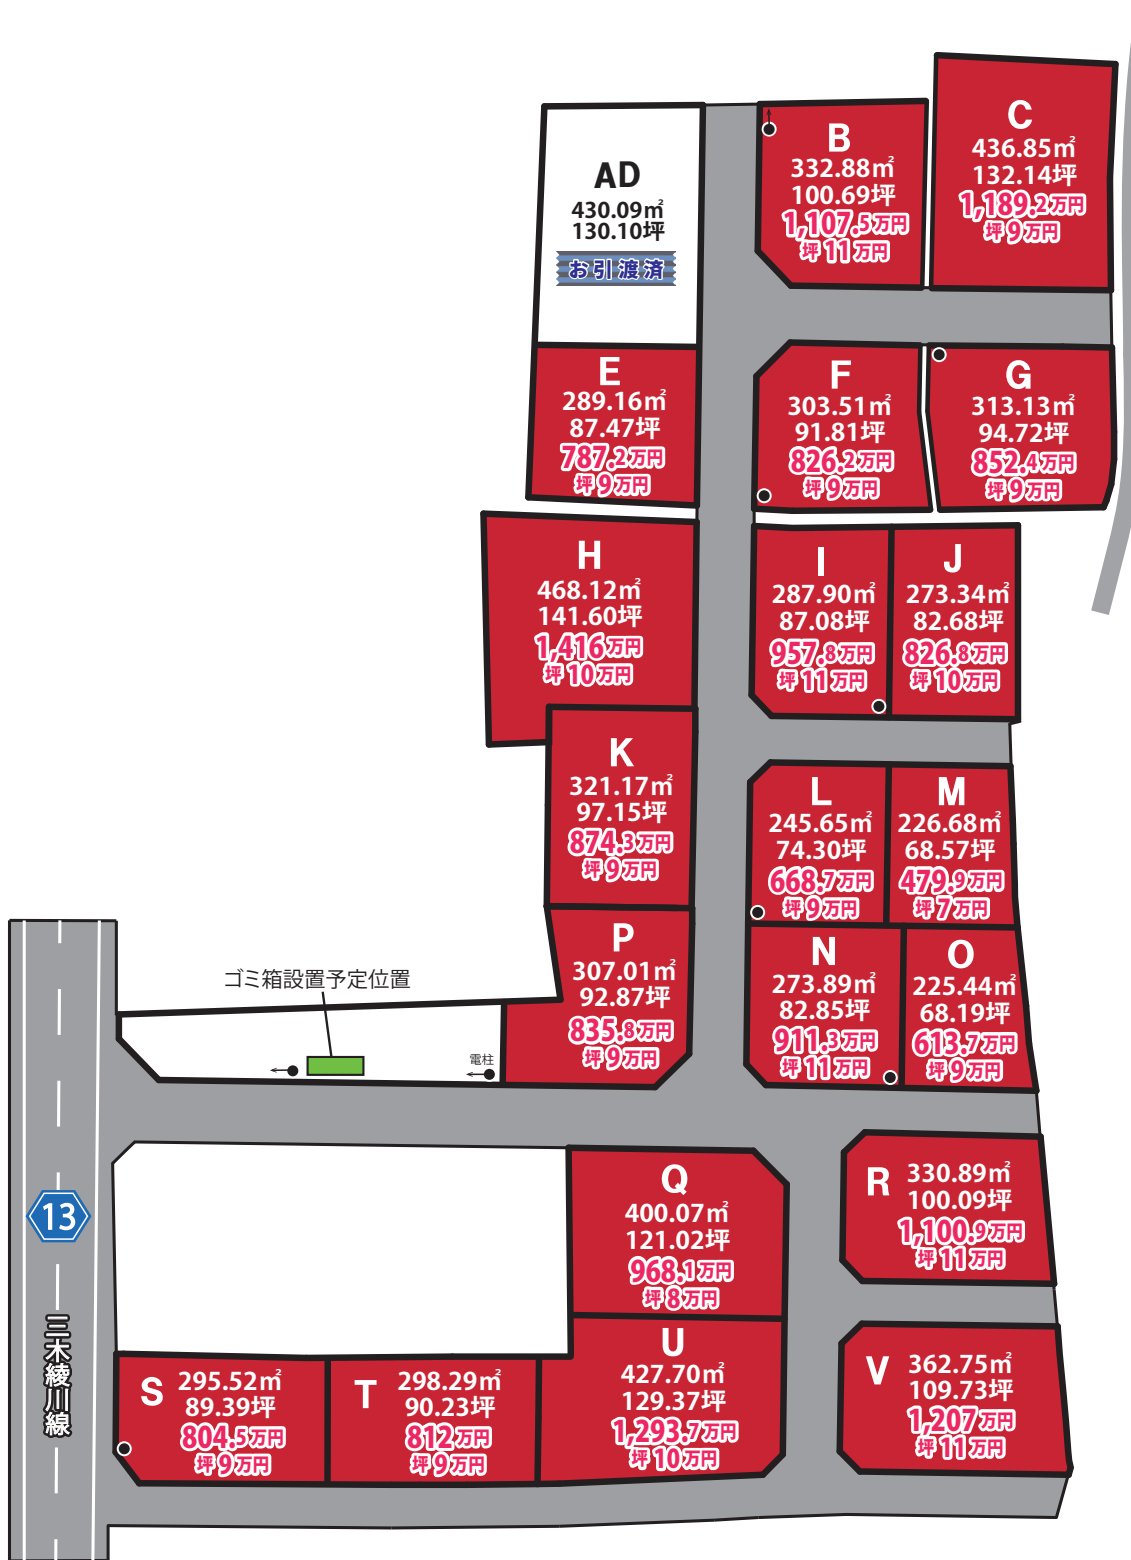 AD
430.09㎡
130.10坪
お引渡済
B
332.88㎡
100.69坪
1,107.5万円
坪11万円
C
436.85㎡
132.14坪
1,189.2万円
坪9万円
E
289.16㎡
87.47坪
787.2万円
坪9万円
F
303.51㎡
91.81坪
826.2万円
坪9万円
G
313.13㎡
94.72坪
852.4万円
坪9万円
H
468.12㎡
141.60坪
1,416万円
坪10万円
I
287.90㎡
87.08坪
957.8万円
坪11万円
J
273.34㎡
82.68坪
826.8万円
坪10万円
K
321.17㎡
97.15坪
874.3万円
坪9万円
L
245.65㎡
74.30坪
668.7万円
坪9万円
M
226.68㎡
68.57坪
479.9万円
坪7万円
P
307.01㎡
92.87坪
835.8万円
坪9万円
N
273.89㎡
82.85坪
911.3万円
坪11万円
O
225.44㎡
68.19坪
613.7万円
坪9万円
ゴミ箱設置予定位置
電柱
Q
400.07㎡
121.02坪
968.1万円
坪8万円
R
330.89㎡
100.09坪
1,100.9万円
坪11万円
13
三木綾川線
S
295.52㎡
89.39坪
804.5万円
坪9万円
T
298.29㎡
90.23坪
812万円
坪9万円
U
427.70㎡
129.37坪
1,293.7万円
坪10万円
V
362.75㎡
109.73坪
1,207万円
坪11万円